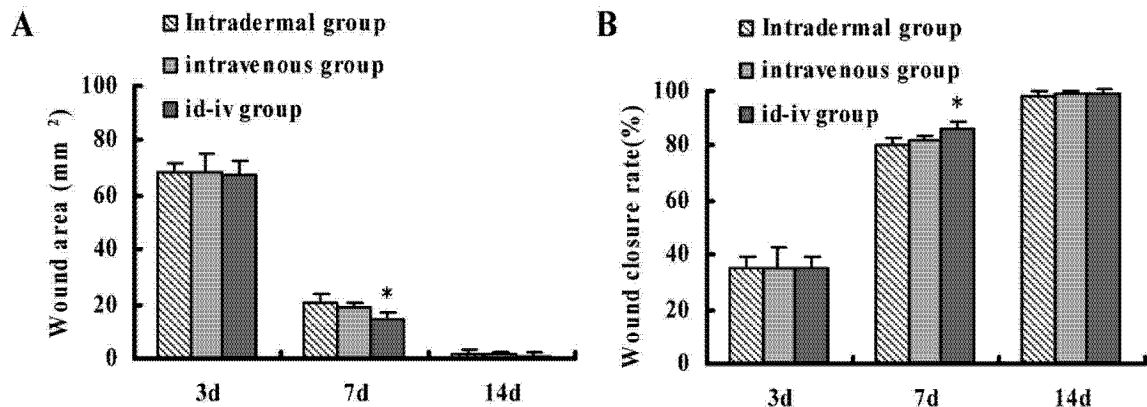 A
Intradermal group
intravenous group
id-iv group
Wound area (mm 2)
100
80
60
40
20
0
*
3d 7d 14d
B
Intradermal group
intravenous group
id-iv group
Wound closure rate(%)
100
80
60
40
20
0
*
3d 7d 14d